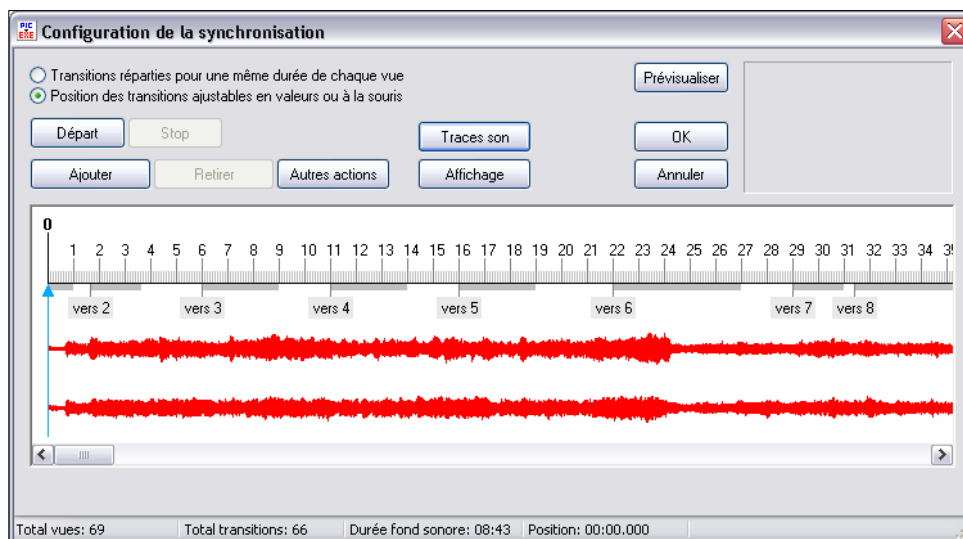 PIC
EXE
Configuration de la synchronisation
Transitions réparties pour une même durée de chaque vue
Position des transitions ajustables en valeurs ou à la souris
Prévisualiser
Départ
Stop
Traces son
OK
Ajouter
Retirer
Autres actions
Affichage
Annuler
0
1 2 3 4 5 6 7 8 9 10 11 12 13 14 15 16 17 18 19 20 21 22 23 24 25 26 27 28 29 30 31 32 33 34
vers 2
vers 3
vers 4
vers 5
vers 6
vers 7
vers 8
Total vues: 69
Total transitions: 66
Durée fond sonore: 08:43
Position: 00:00.000